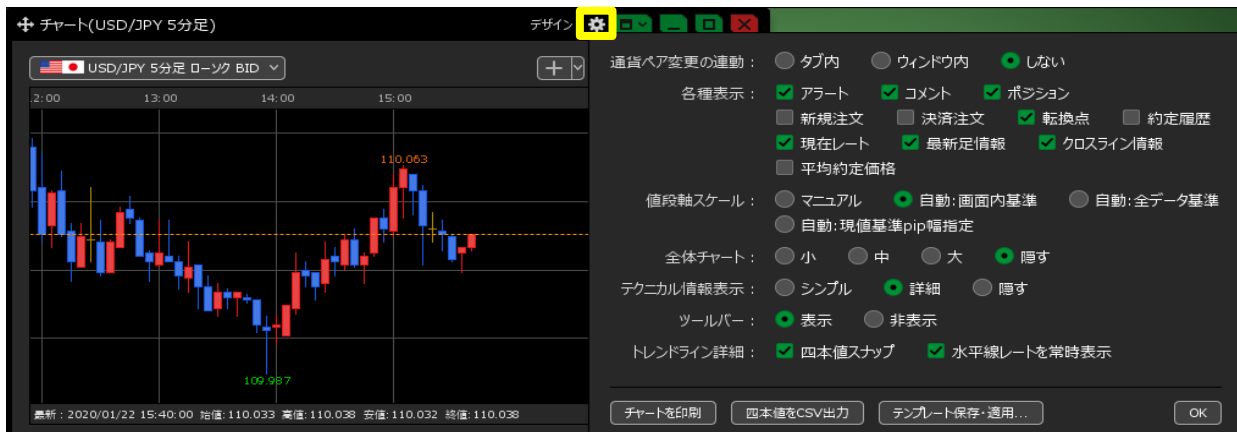 チャート(USD/JPY 5分足)
デザイン
USD/JPY 5分足 ローソク BID
12:00 13:00 14:00 15:00
110.063
109.987
最新：2020/01/22 15:40:00 始値:110.033 高値:110.038 安値:110.032 終値:110.038
通貨ペア変更の連動： タブ内 ウィンドウ内 しない
各種表示： アラート コメント ポジション
新規注文 決済注文 転換点 約定履歴
現在レート 最新足情報 クロスライン情報
平均約定価格
値段軸スケール： マニュアル 自動:画面内基準 自動:全データ基準
自動:現値基準pip幅指定
全体チャート： 小 中 大 隠す
テクニカル情報表示： シンプル 詳細 隠す
ツールバー： 表示 非表示
トレンドライン詳細： 四本値スナップ 水平線レートを常時表示
チャートを印刷 四本値をCSV出力 テンプレート保存・適用... OK